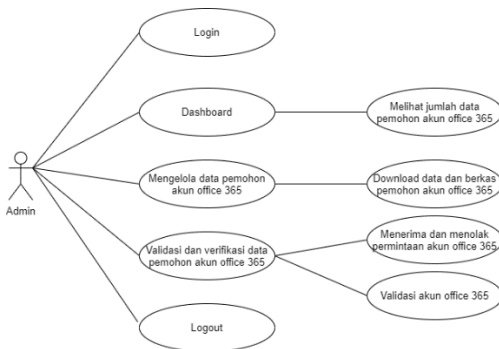 Login
Dashboard
Melihat jumlah data
pemohon akun office 365
Admin
Mengelola data pemohon
akun office 365
Download data dan berkas
pemohon akun office 365
Validasi dan verifikasi data
pemohon akun office 365
Menerima dan menolak
permintaan akun office 365
Validasi akun office 365
Logout